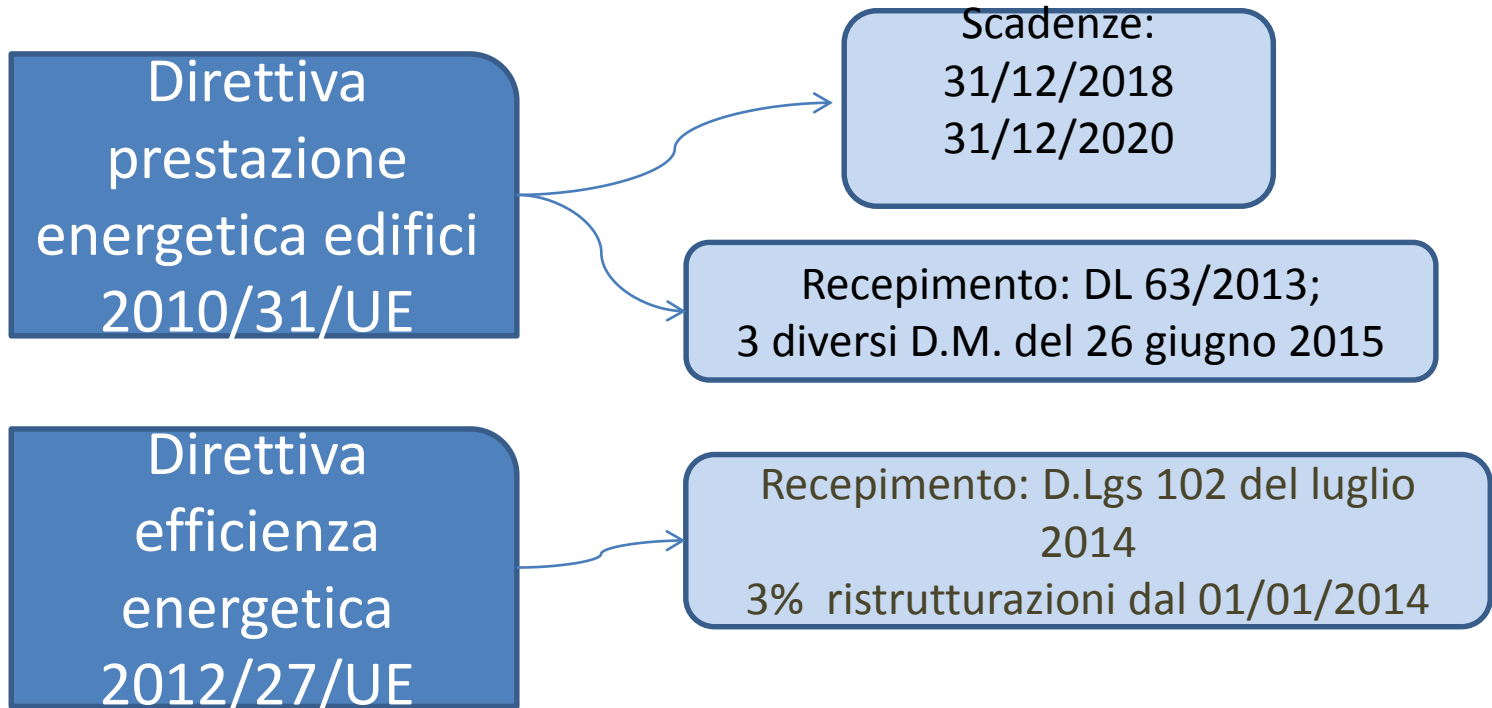 Direttiva
prestazione
energetica edifici
2010/31/UE
Scadenze:
31/12/2018
31/12/2020
Recepimento: DL 63/2013;
3 diversi D.M. del 26 giugno 2015
Direttiva
efficienza
energetica
2012/27/UE
Recepimento: D.Lgs 102 del luglio
2014
3% ristrutturazioni dal 01/01/2014